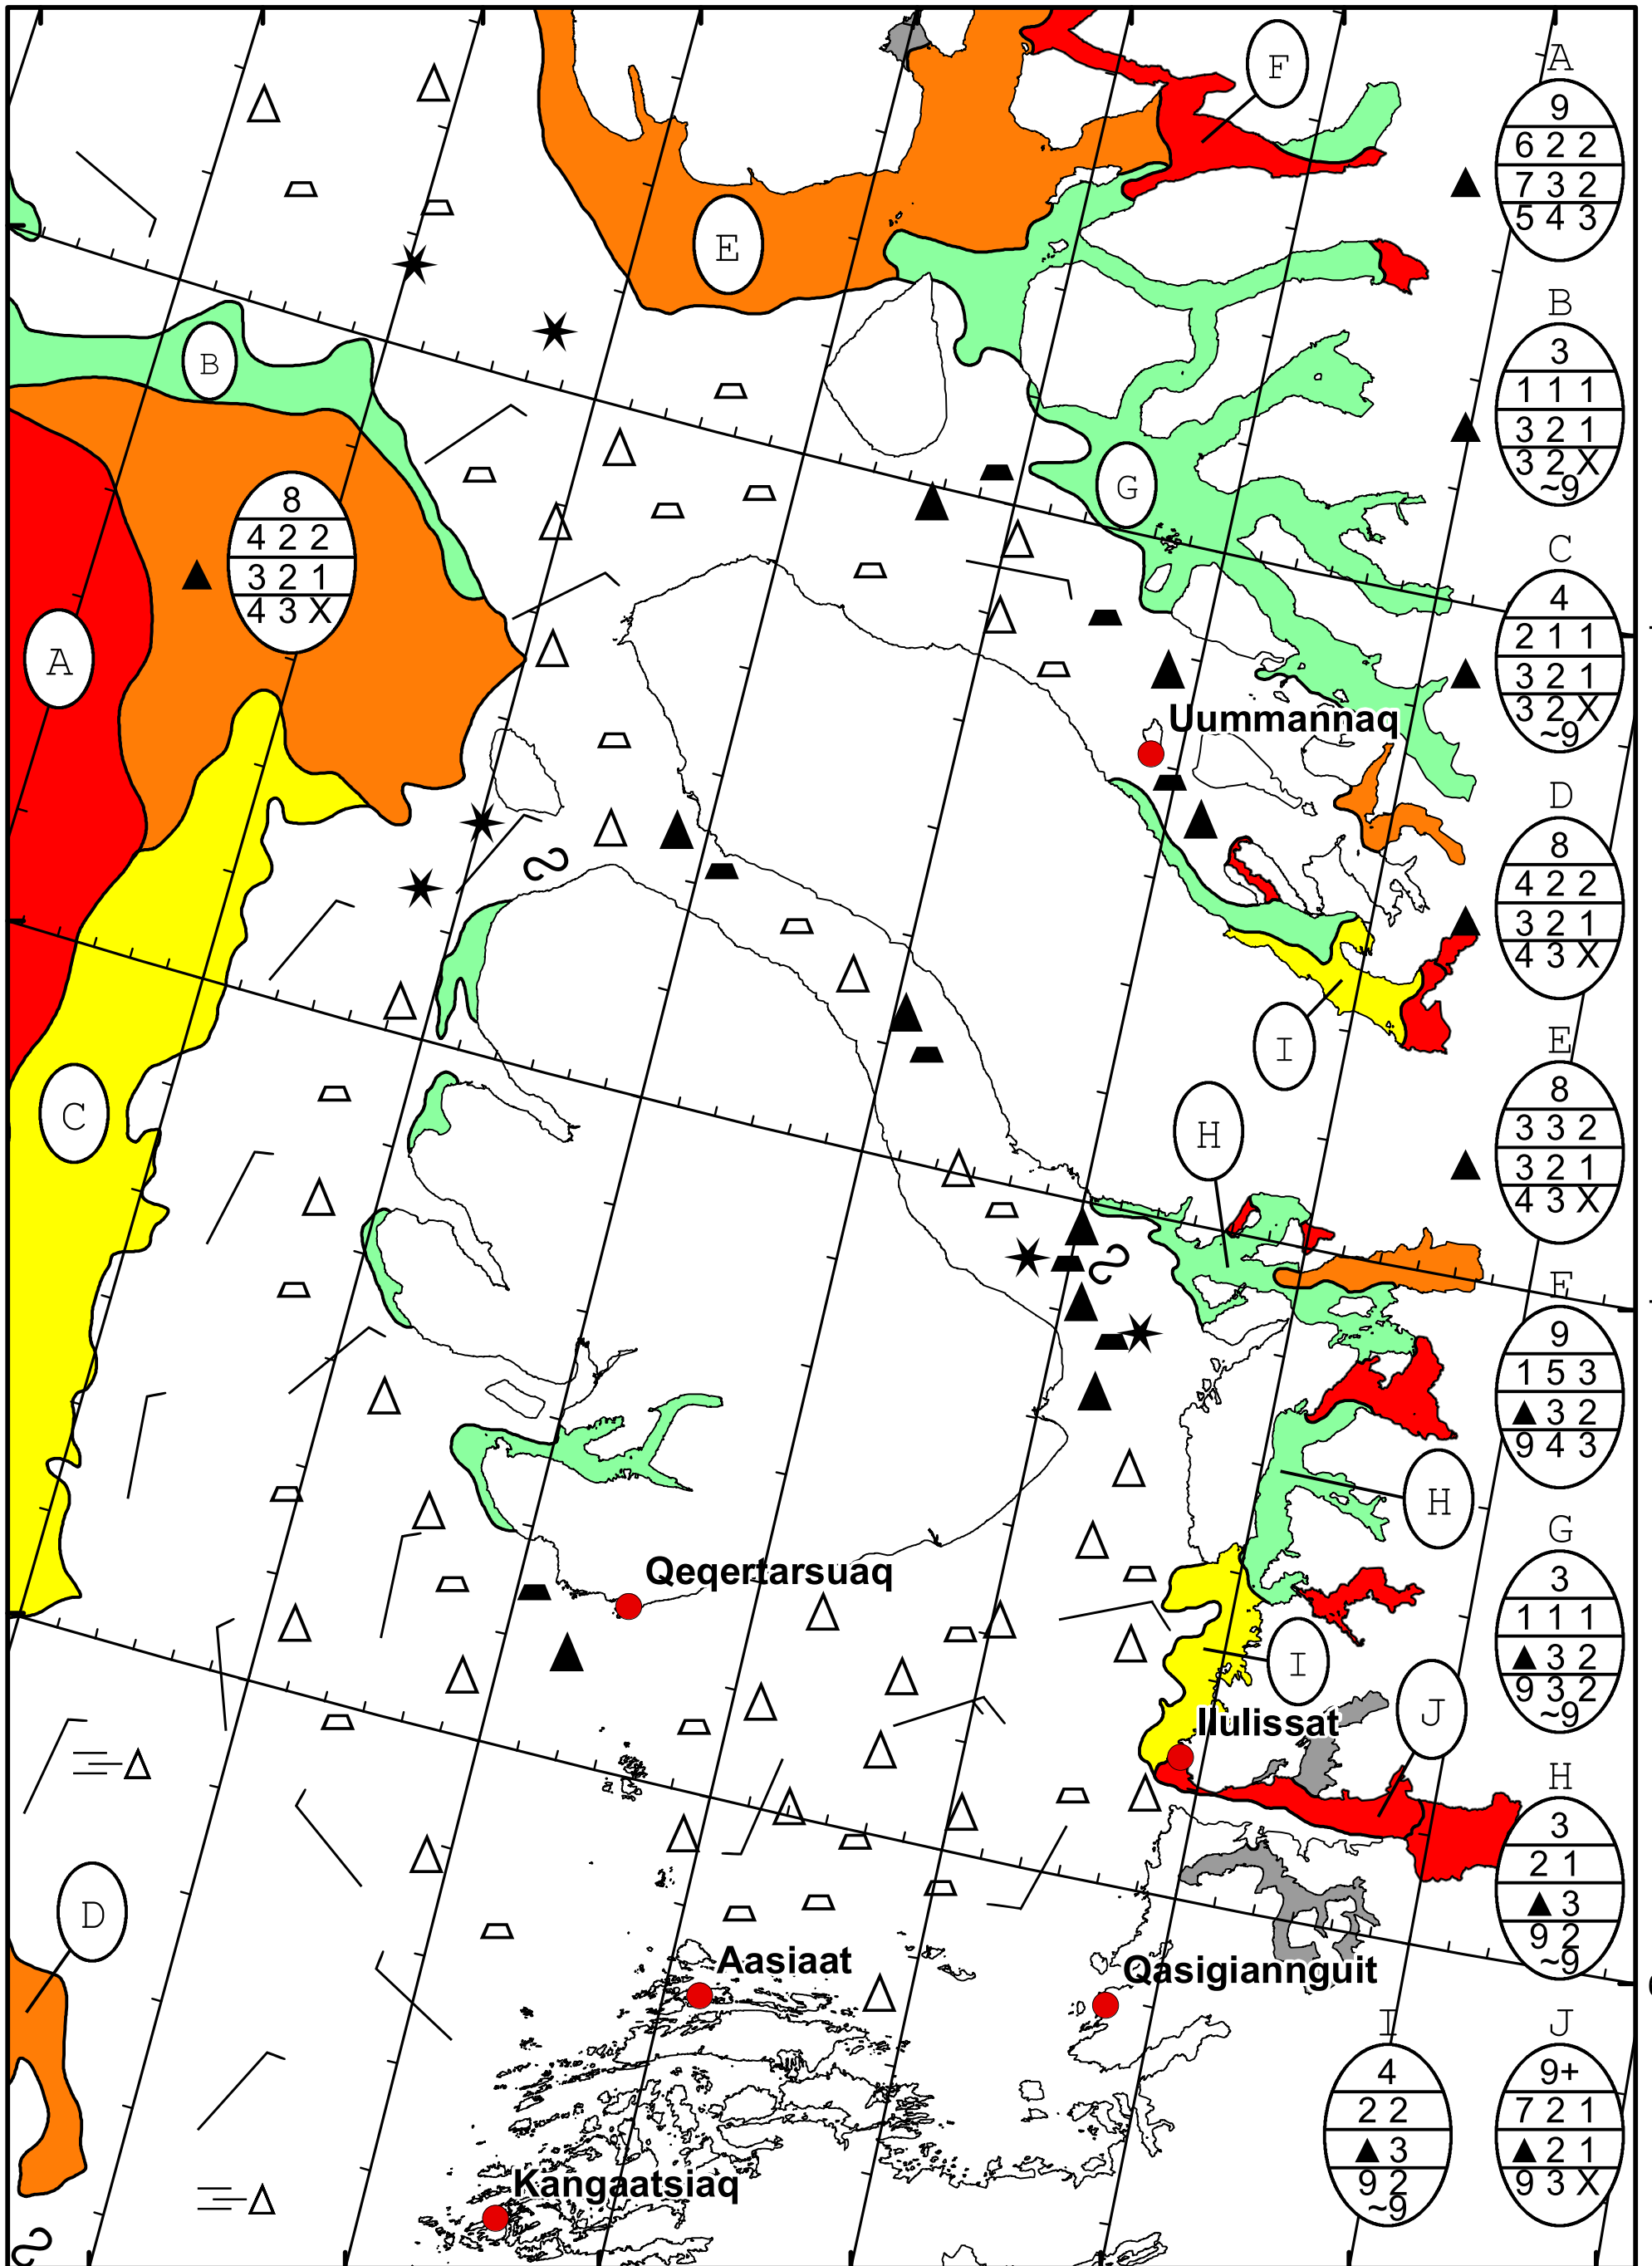 F
A
9
6 2 2
7 3 2
5 4 3
E
B
B
3
1 1 1
3 2 1
3 2 X
~9
8
4 2 2
3 2 1
4 3 X
G
C
4
2 1 1
3 2 1
3 2 X
~9
A
Uummannaq
D
8
4 2 2
3 2 1
4 3 X
I
E
8
3 3 2
3 2 1
4 3 X
C
H
F
9
1 5 3
▲ 3 2
9 4 3
H
G
3
1 1 1
▲ 3 2
9 3 2
~9
Qeqertarsuaq
I
Ilulissat
J
H
3
2 1
▲ 3
9 2
~9
D
Aasiaat
Qasigiannguit
I
4
2 2
▲ 3
9 2
~9
J
9+
7 2 1
▲ 2 1
9 3 X
Kangaatsiaq